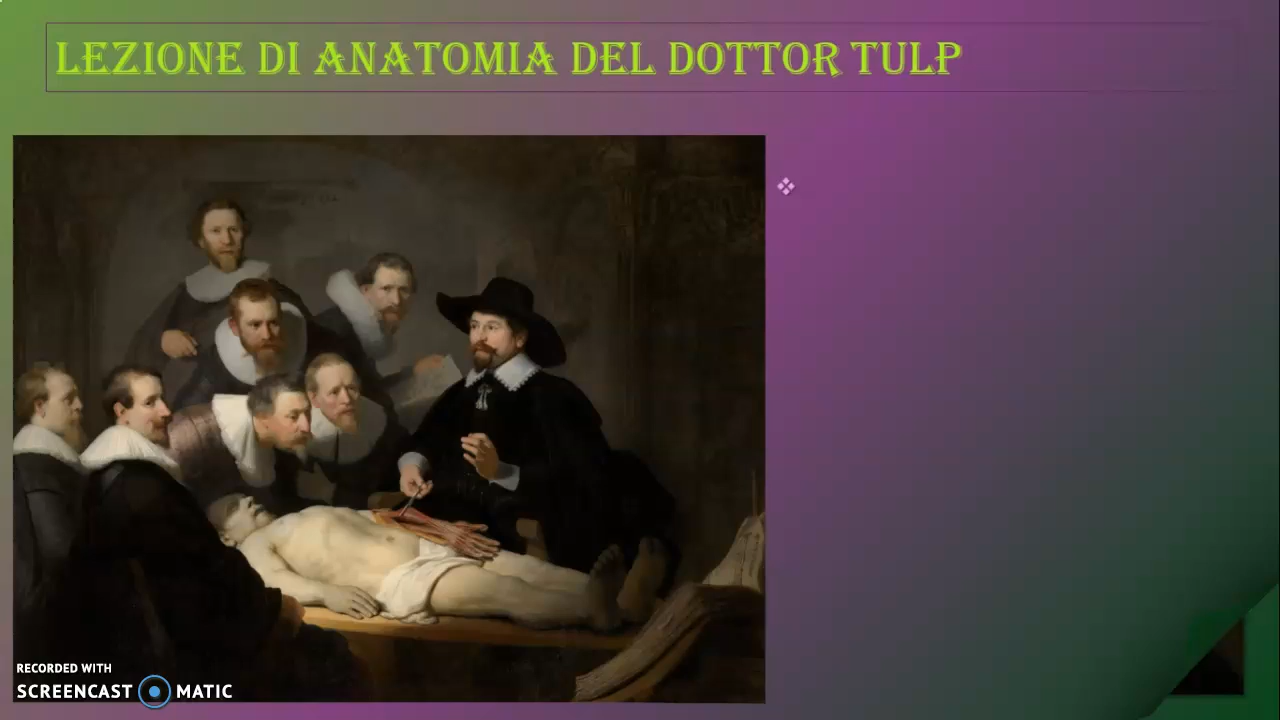 LEZIONE DI ANATOMIA DEL DOTTOR TULP
RECORDED WITH
SCREENCAST MATIC